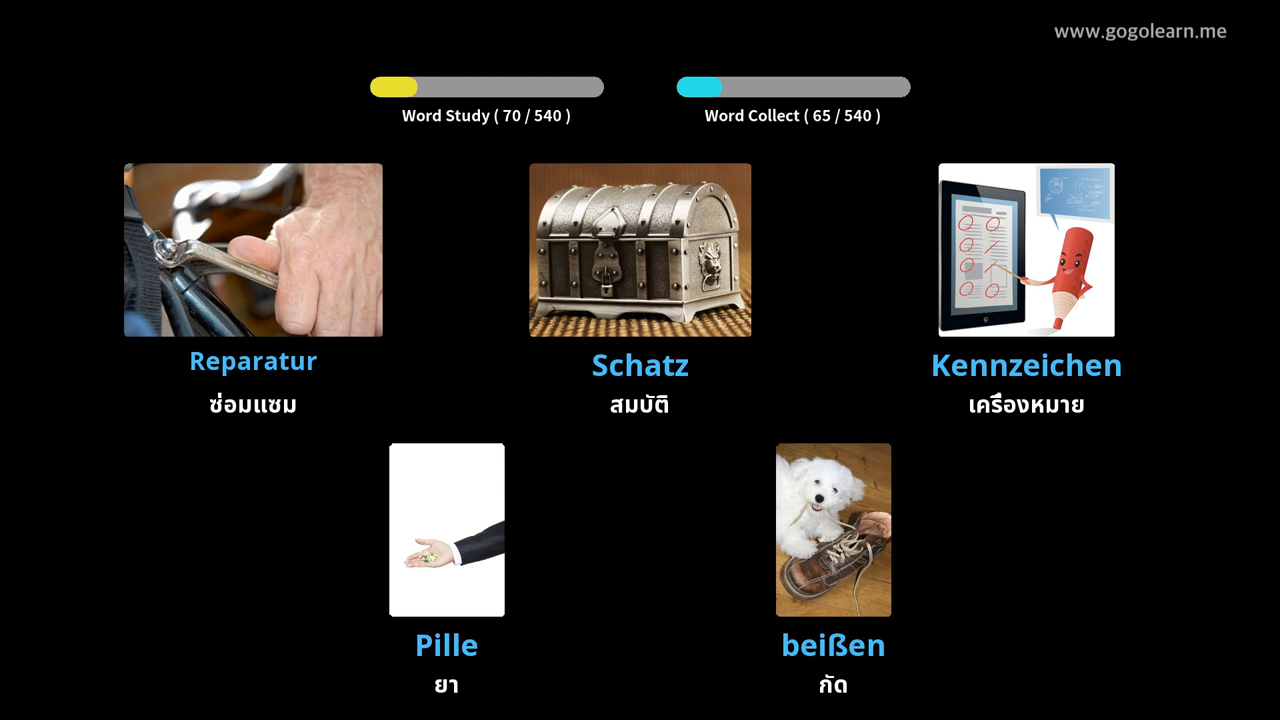 www.gogolearn.me
Word Study ( 70 / 540 )
Word Collect ( 65 / 540 )
Reparatur
Schatz
Kennzeichen
ซ่อมแซม
สมบัติ
เครื่องหมาย
Pille
beißen
ยา
กัด